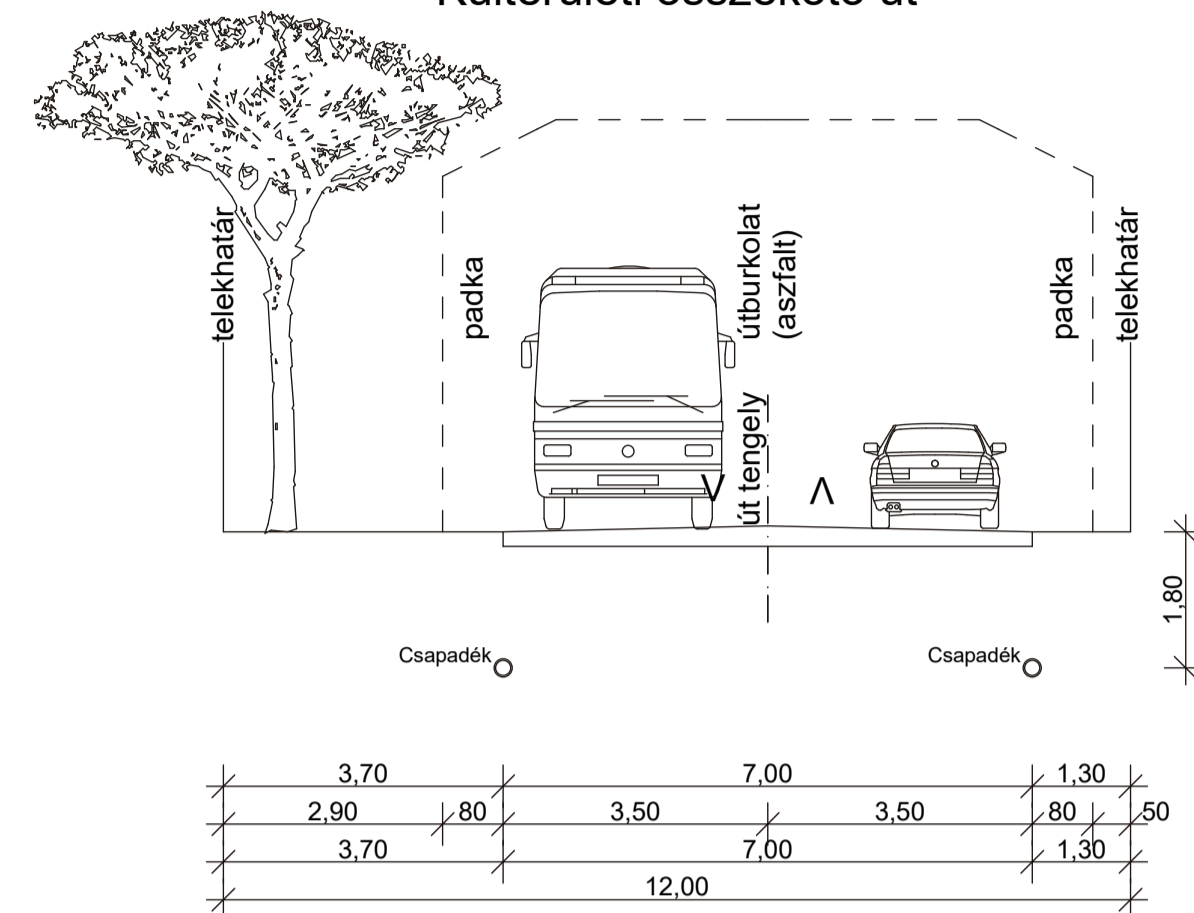 telekhatár
padka
útburkolat
(aszfalt)
út tengely
padka
telekhatár
V
V
1,80
Csapadék
Csapadék
3,70 7,00 1,30
2,90 80 3,50 3,50 80 50
3,70 7,00 1,30
12,00